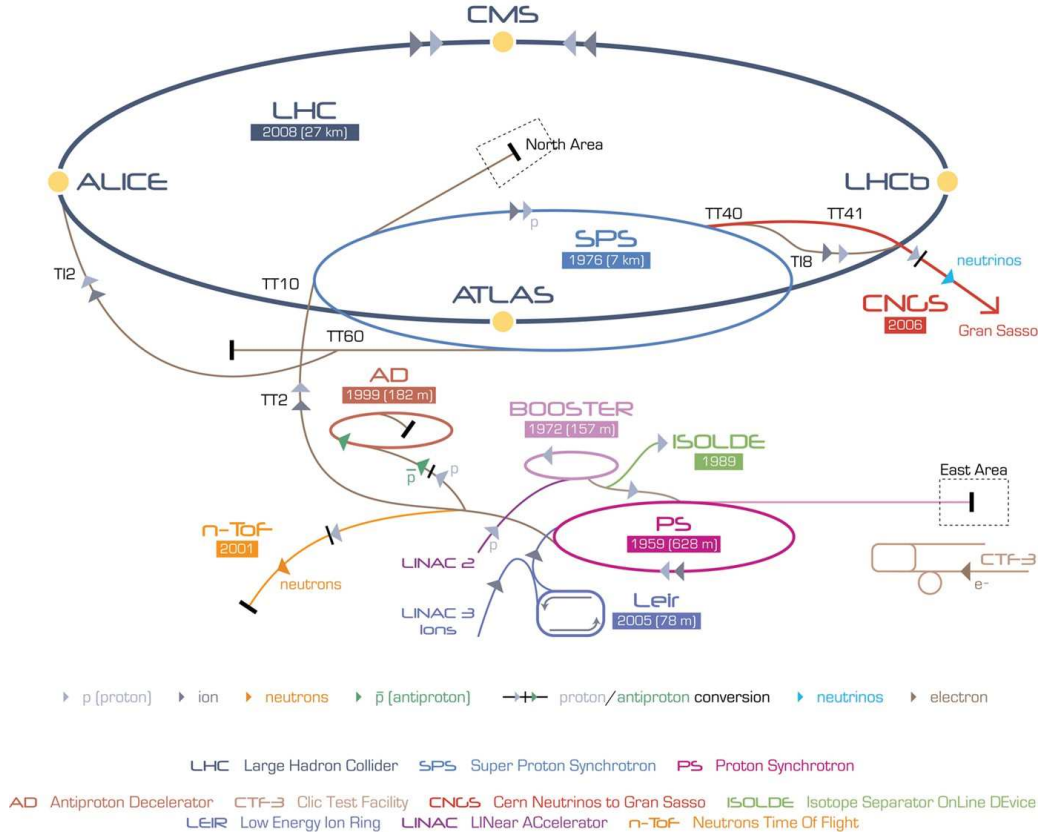 CMS
LHC
2008 (27 km)
North Area
ALICE
LHCb
TT40
TT41
p
SPS
1976 (7 km)
TI8
neutrinos
TI2
TT10
ATLAS
CNGS
2006
Gran Sasso
TT60
AD
1999 (182 m)
TT2
BOOSTER
1972 (157 m)
ISOLDE
1989
p
p̄
East Area
n-ToF
2001
PS
1959 (628 m)
p
LINAC 2
CTF-3
e-
neutrons
LINAC 3
Ions
Leir
2005 (78 m)
p (proton) ion neutrons p̄ (antiproton) proton/antiproton conversion neutrinos electron
LHC Large Hadron Collider SPS Super Proton Synchrotron PS Proton Synchrotron
AD Antiproton Decelerator CTF-3 Clic Test Facility CNGS Cern Neutrinos to Gran Sasso ISOLDE Isotope Separator OnLine DEvice
LEIR Low Energy Ion Ring LINAC LINear ACcelerator n-ToF Neutrons Time Of Flight